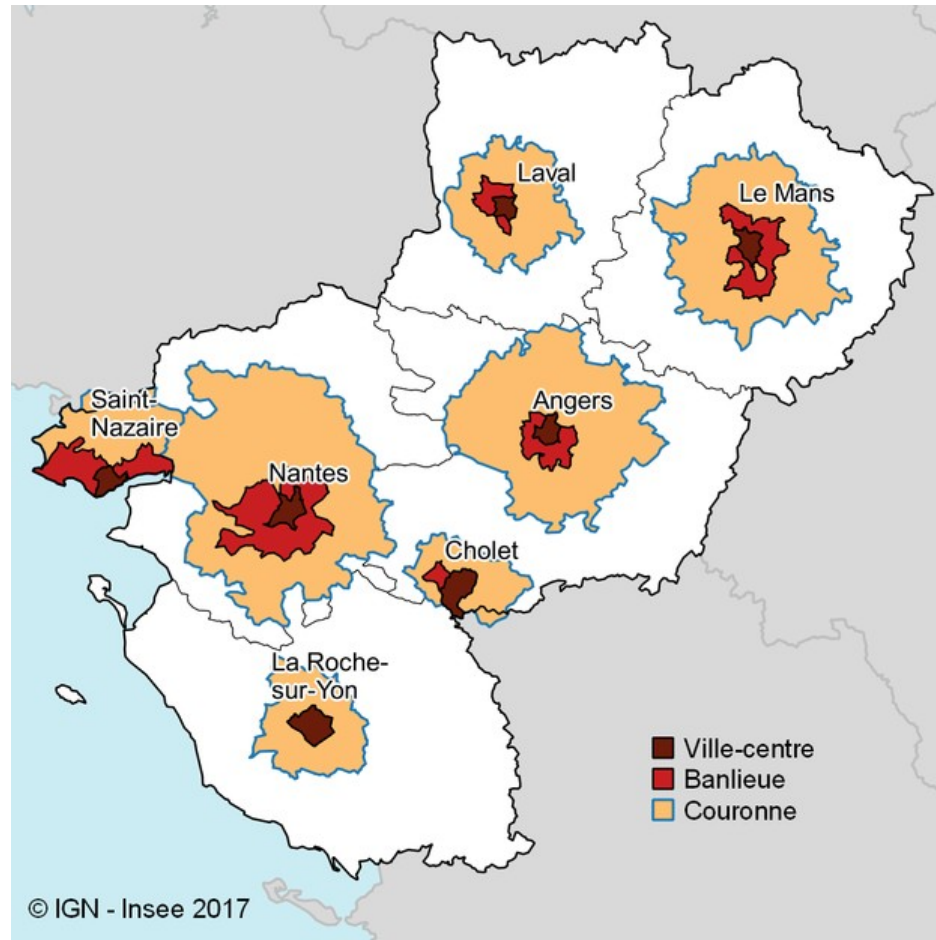 Laval
Le Mans
Saint-
Nazaire
Angers
Nantes
Cholet
La Roche-
sur-Yon
Ville-centre
Banlieue
Couronne
© IGN - Insee 2017